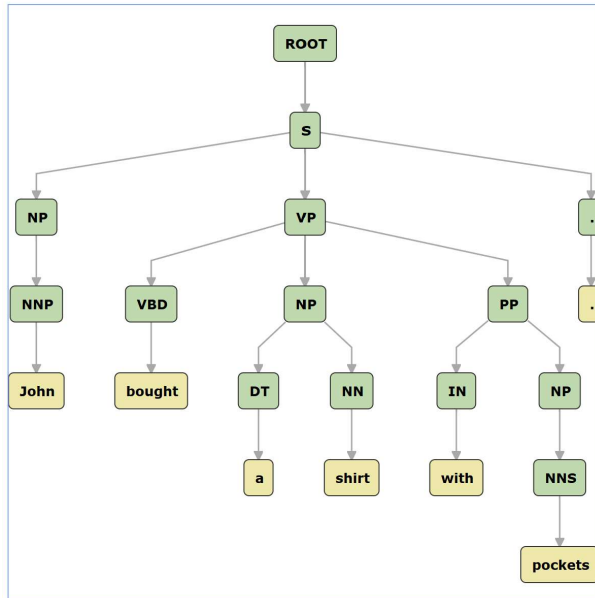 ROOT
S
NP VP .
NNP VBD NP PP .
John bought DT NN IN NP
a shirt with NNS
pockets